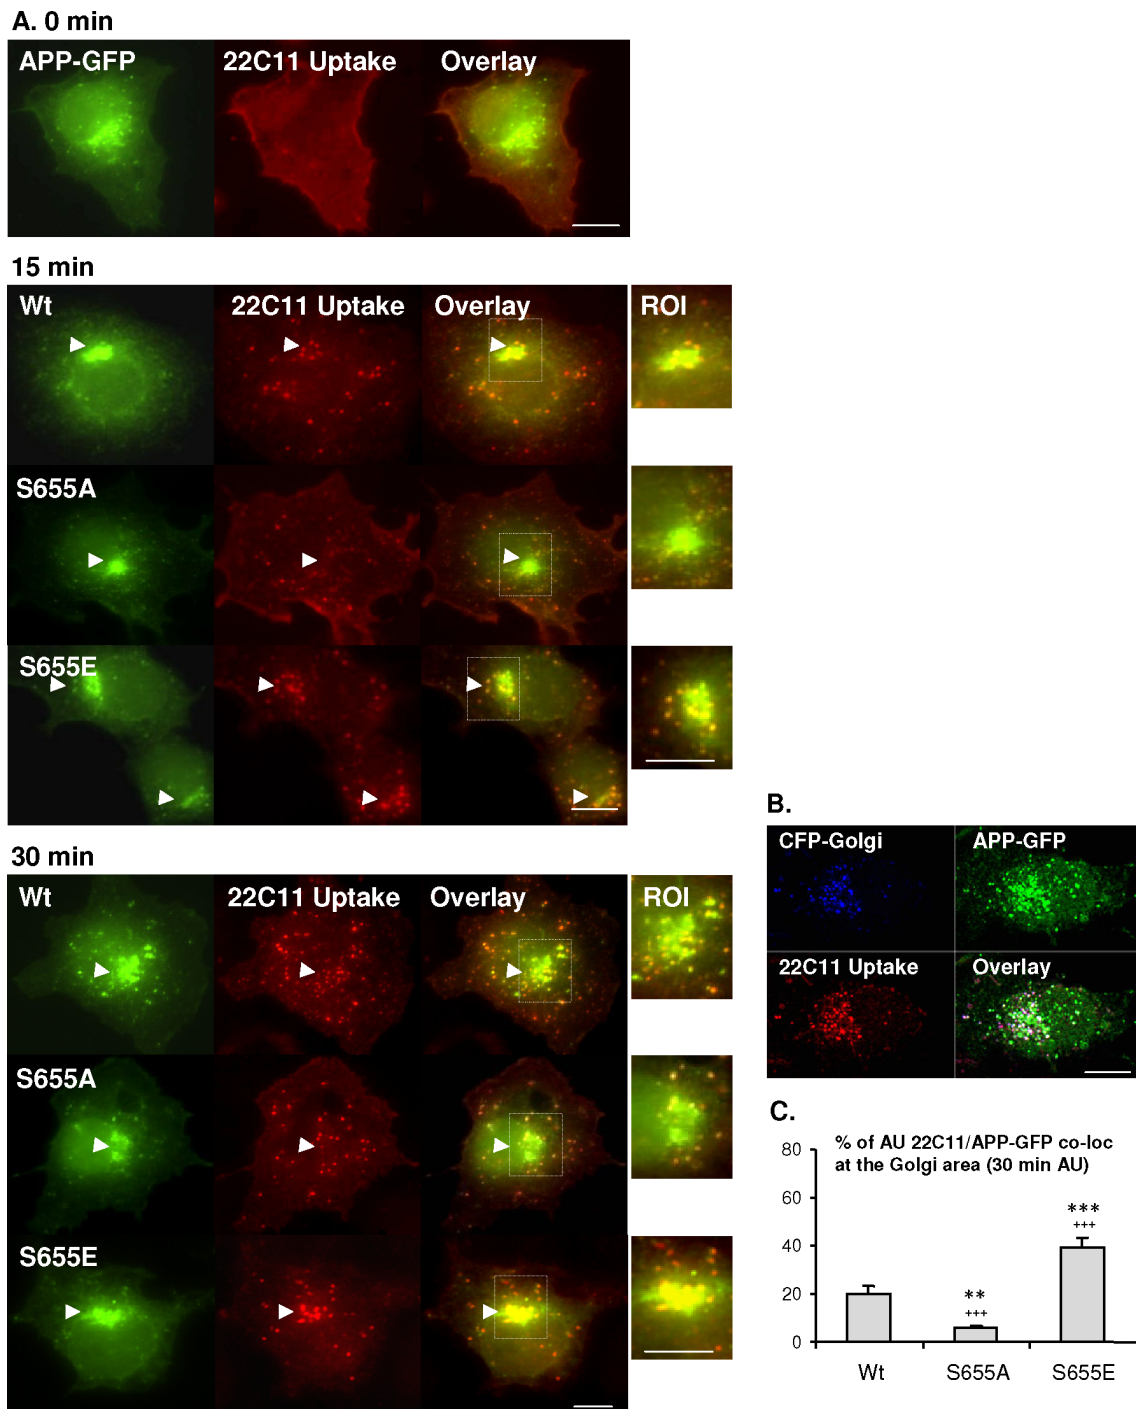 A. 0 min
APP-GFP 22C11 Uptake Overlay
15 min
Wt 22C11 Uptake Overlay ROI
S655A
S655E
30 min
Wt 22C11 Uptake Overlay ROI
S655A
S655E
B.
CFP-Golgi APP-GFP
22C11 Uptake Overlay
C.
% of AU 22C11/APP-GFP co-loc
at the Golgi area (30 min AU)
80
60
40
20
0
**
+++
***
+++
Wt S655A S655E